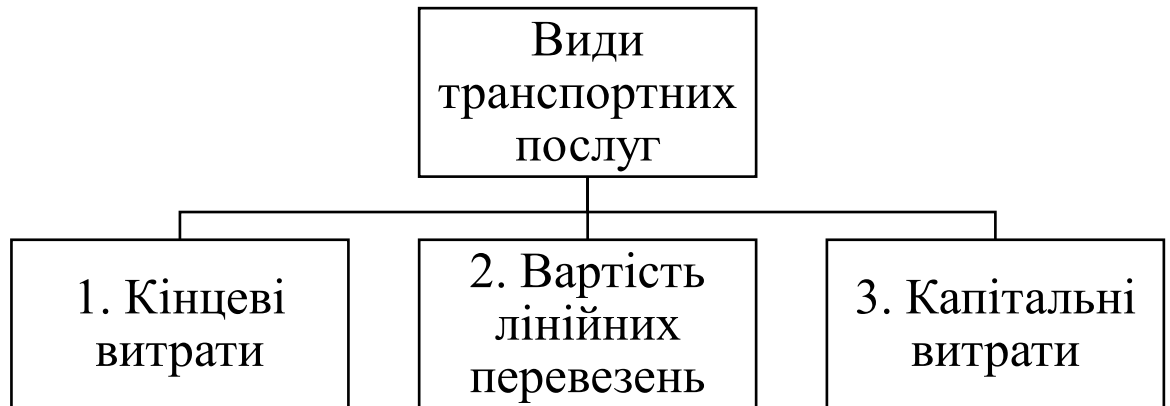 Види
транспортних
послуг
1. Кінцеві
витрати
2. Вартість
лінійних
перевезень
3. Капітальні
витрати